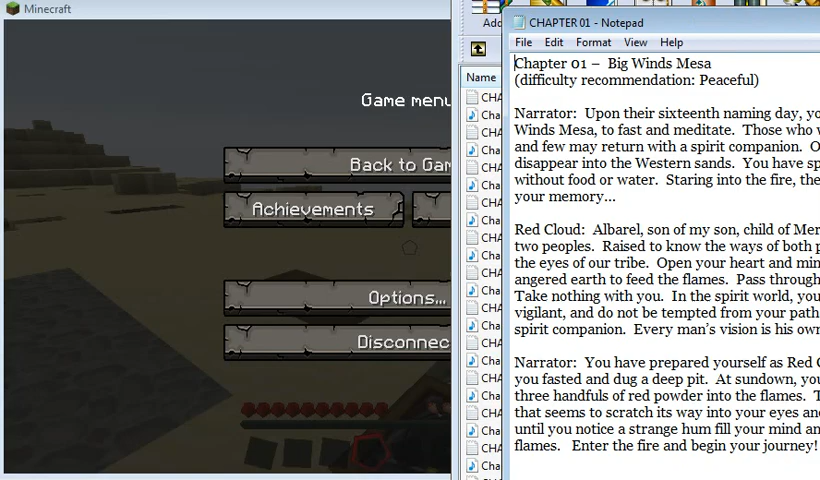 Minecraft
Game menu
Back to Gam
Achievements
Options...
Disconnec
Add
Name
CHA
Cha
CHAPTER 01 - Notepad
File Edit Format View Help
Chapter 01 – Big Winds Mesa
(difficulty recommendation: Peaceful)
Narrator: Upon their sixteenth naming day, yo
Winds Mesa, to fast and meditate. Those who w
and few may return with a spirit companion. O
disappear into the Western sands. You have sp
without food or water. Staring into the fire, the
your memory...
Red Cloud: Albarel, son of my son, child of Mer
two peoples. Raised to know the ways of both p
the eyes of our tribe. Open your heart and min
angered earth to feed the flames. Pass through
Take nothing with you. In the spirit world, you
vigilant, and do not be tempted from your path
spirit companion. Every man's vision is his own
Narrator: You have prepared yourself as Red C
you fasted and dug a deep pit. At sundown, you
three handfuls of red powder into the flames. T
that seems to scratch its way into your eyes and
until you notice a strange hum fill your mind an
flames. Enter the fire and begin your journey!